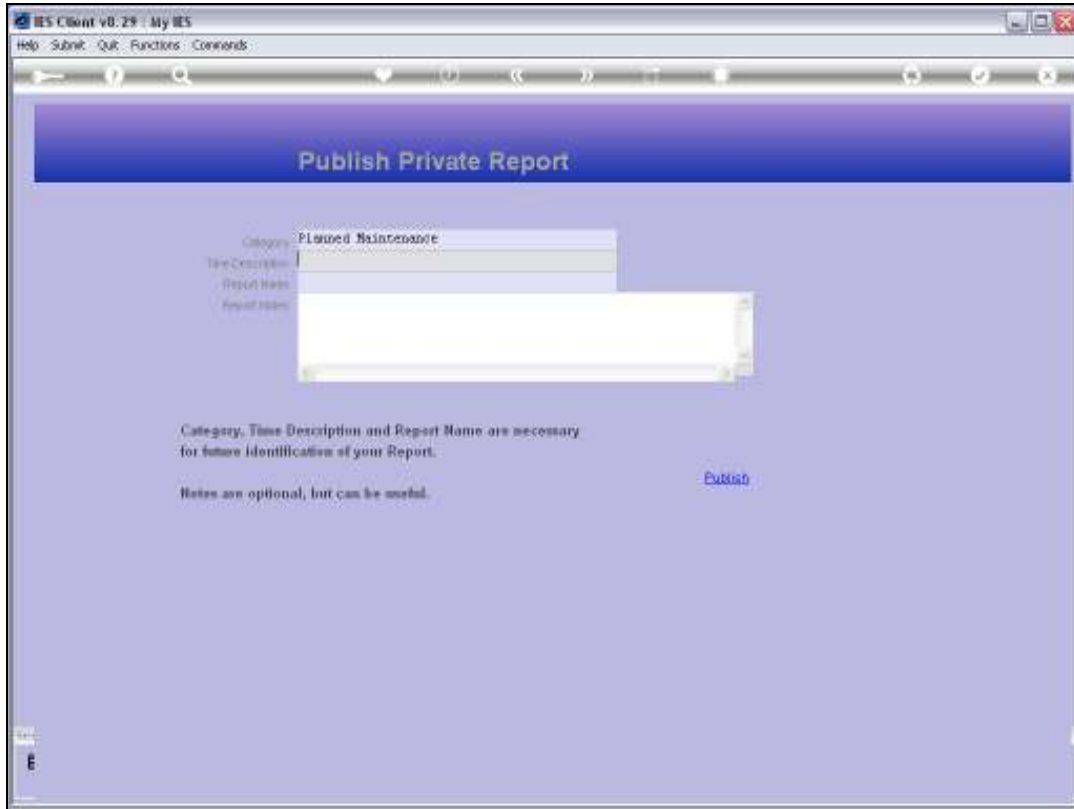 IES Client v8.29 : My IES
Help Submit Quit Functions Commands
Publish Private Report
Category Planned Maintenance
Time Description
Report Name
Report Notes
Category, Time Description and Report Name are necessary
for future identification of your Report.
Publish
Notes are optional, but can be useful.
E